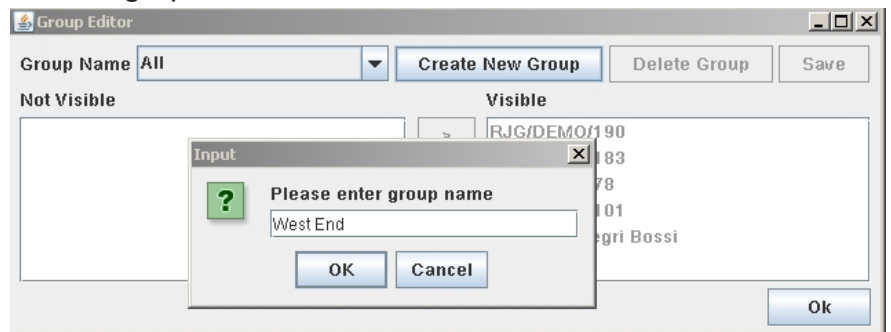 Group Editor
Group Name All Create New Group Delete Group Save
Not Visible Visible
> RJG/DEMO/190
Input 183
Please enter group name 78
West End 101
egri Bossi
OK Cancel
Ok